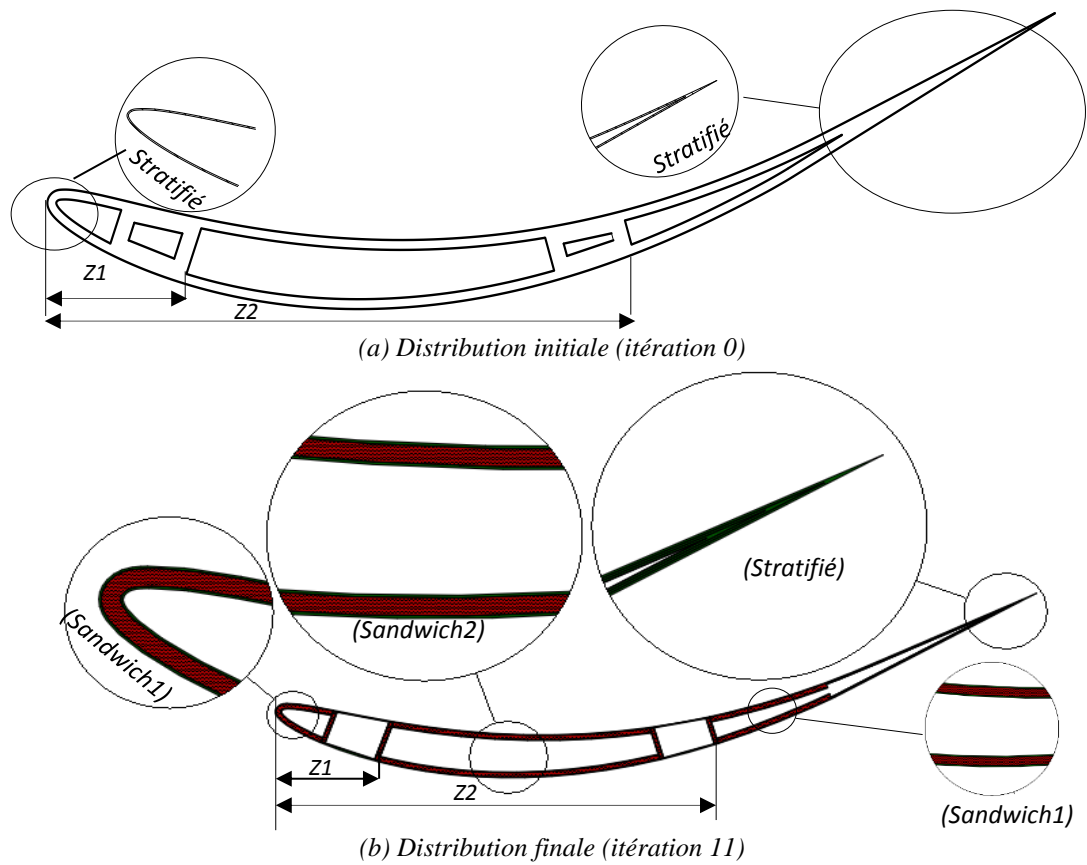 Stratifié
Stratifié
Z1
Z2
(a) Distribution initiale (itération 0)
(Sandwich1)
(Sandwich2)
(Stratifié)
Z1
Z2
(Sandwich1)
(b) Distribution finale (itération 11)